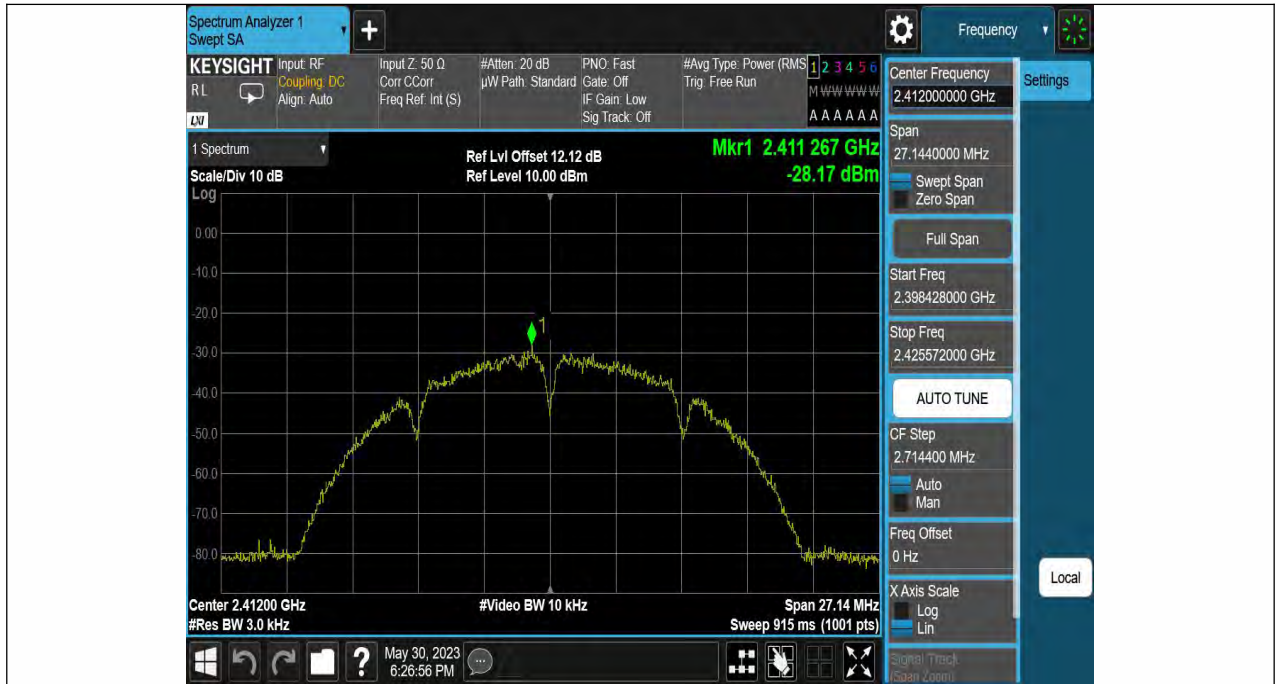 Spectrum Analyzer 1
Swept SA
+
Frequency
KEYSIGHT
R L
LXI
Input: RF
Coupling: DC
Align: Auto
Input Z: 50 Ω
Corr CCorr
Freq Ref: Int (S)
#Atten: 20 dB
µW Path: Standard
PNO: Fast
Gate: Off
IF Gain: Low
Sig Track: Off
#Avg Type: Power (RMS
Trig: Free Run
1 2 3 4 5 6
M W W W W W
A A A A A A
1 Spectrum
Scale/Div 10 dB
Ref Lvl Offset 12.12 dB
Ref Level 10.00 dBm
Mkr1 2.411 267 GHz
-28.17 dBm
Log
0.00
-10.0
-20.0
-30.0
-40.0
-50.0
-60.0
-70.0
-80.0
1
Center 2.41200 GHz
#Res BW 3.0 kHz
#Video BW 10 kHz
Span 27.14 MHz
Sweep 915 ms (1001 pts)
Center Frequency
2.412000000 GHz
Span
27.1440000 MHz
Swept Span
Zero Span
Full Span
Start Freq
2.398428000 GHz
Stop Freq
2.425572000 GHz
AUTO TUNE
CF Step
2.714400 MHz
Auto
Man
Freq Offset
0 Hz
X Axis Scale
Log
Lin
Signal Track
(Span Zoom)
Settings
Local
?
May 30, 2023
6:26:56 PM